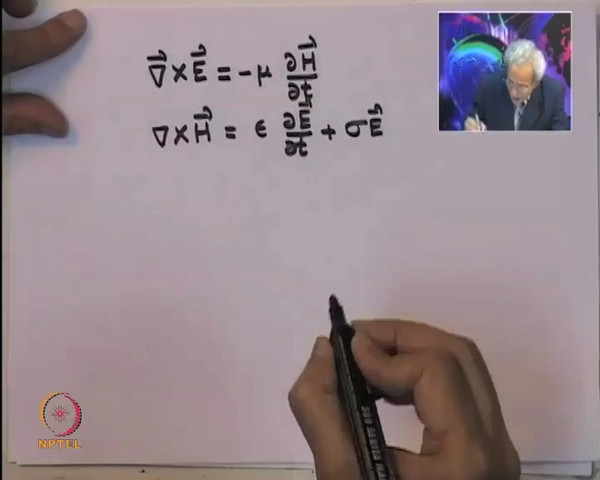 ∇⃗ × E⃗ = - μ ∂H⃗/∂t
∇ × H⃗ = ε ∂E⃗/∂t + σE⃗
NPTEL